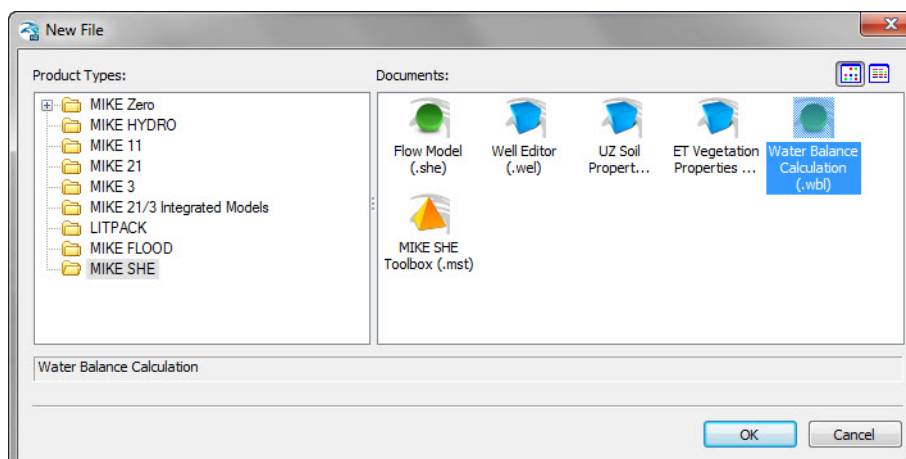 New File
Product Types:
MIKE Zero
MIKE HYDRO
MIKE 11
MIKE 21
MIKE 3
MIKE 21/3 Integrated Models
LITPACK
MIKE FLOOD
MIKE SHE
Documents:
Flow Model
(.she)
Well Editor
(.wel)
UZ Soil
Propert...
ET Vegetation
Properties ...
Water Balance
Calculation
(.wbl)
MIKE SHE
Toolbox (.mst)
Water Balance Calculation
OK
Cancel